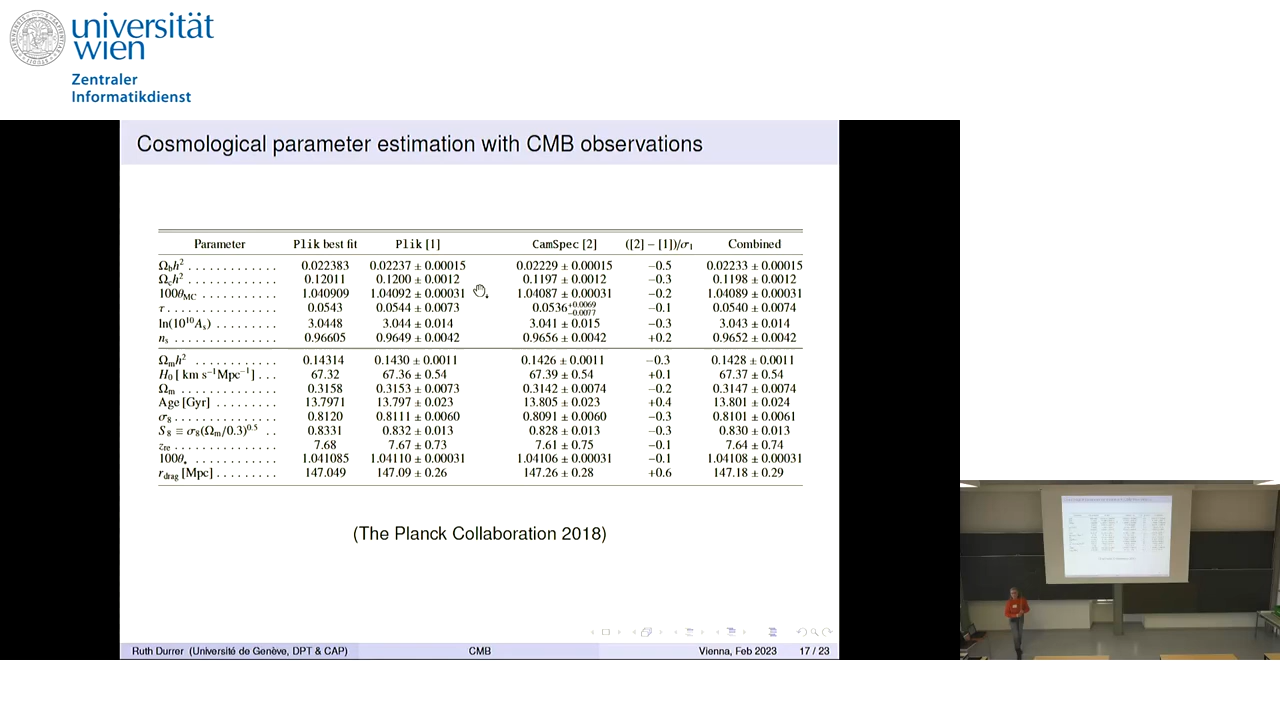 universität
wien
Zentraler
Informatikdienst
Cosmological parameter estimation with CMB observations
Parameter Plik best fit Plik [1] CamSpec [2] ([2] − [1])/σ₁ Combined
Ω_bh² . . . . . . . . . . . . . 0.022383 0.02237 ± 0.00015 0.02229 ± 0.00015 −0.5 0.02233 ± 0.00015
Ω_ch² . . . . . . . . . . . . . 0.12011 0.1200 ± 0.0012 0.1197 ± 0.0012 −0.3 0.1198 ± 0.0012
100θ_MC . . . . . . . . . . . 1.040909 1.04092 ± 0.00031 1.04087 ± 0.00031 −0.2 1.04089 ± 0.00031
τ . . . . . . . . . . . . . . . . 0.0543 0.0544 ± 0.0073 0.0536^{+0.0069}_{−0.0077} −0.1 0.0540 ± 0.0074
ln(10¹⁰A_s) . . . . . . . . . 3.0448 3.044 ± 0.014 3.041 ± 0.015 −0.3 3.043 ± 0.014
n_s . . . . . . . . . . . . . . . 0.96605 0.9649 ± 0.0042 0.9656 ± 0.0042 +0.2 0.9652 ± 0.0042
Ω_mh² . . . . . . . . . . . . 0.14314 0.1430 ± 0.0011 0.1426 ± 0.0011 −0.3 0.1428 ± 0.0011
H₀ [ km s⁻¹Mpc⁻¹] . . . 67.32 67.36 ± 0.54 67.39 ± 0.54 +0.1 67.37 ± 0.54
Ω_m . . . . . . . . . . . . . . 0.3158 0.3153 ± 0.0073 0.3142 ± 0.0074 −0.2 0.3147 ± 0.0074
Age [Gyr] . . . . . . . . . 13.7971 13.797 ± 0.023 13.805 ± 0.023 +0.4 13.801 ± 0.024
σ₈ . . . . . . . . . . . . . . . 0.8120 0.8111 ± 0.0060 0.8091 ± 0.0060 −0.3 0.8101 ± 0.0061
S₈ ≡ σ₈(Ω_m/0.3)^0.5 . . 0.8331 0.832 ± 0.013 0.828 ± 0.013 −0.3 0.830 ± 0.013
z_re . . . . . . . . . . . . . . . 7.68 7.67 ± 0.73 7.61 ± 0.75 −0.1 7.64 ± 0.74
100θ_* . . . . . . . . . . . . 1.041085 1.04110 ± 0.00031 1.04106 ± 0.00031 −0.1 1.04108 ± 0.00031
r_drag [Mpc] . . . . . . . . . 147.049 147.09 ± 0.26 147.26 ± 0.28 +0.6 147.18 ± 0.29
(The Planck Collaboration 2018)
Ruth Durrer (Université de Genève, DPT & CAP) CMB Vienna, Feb 2023 17 / 23